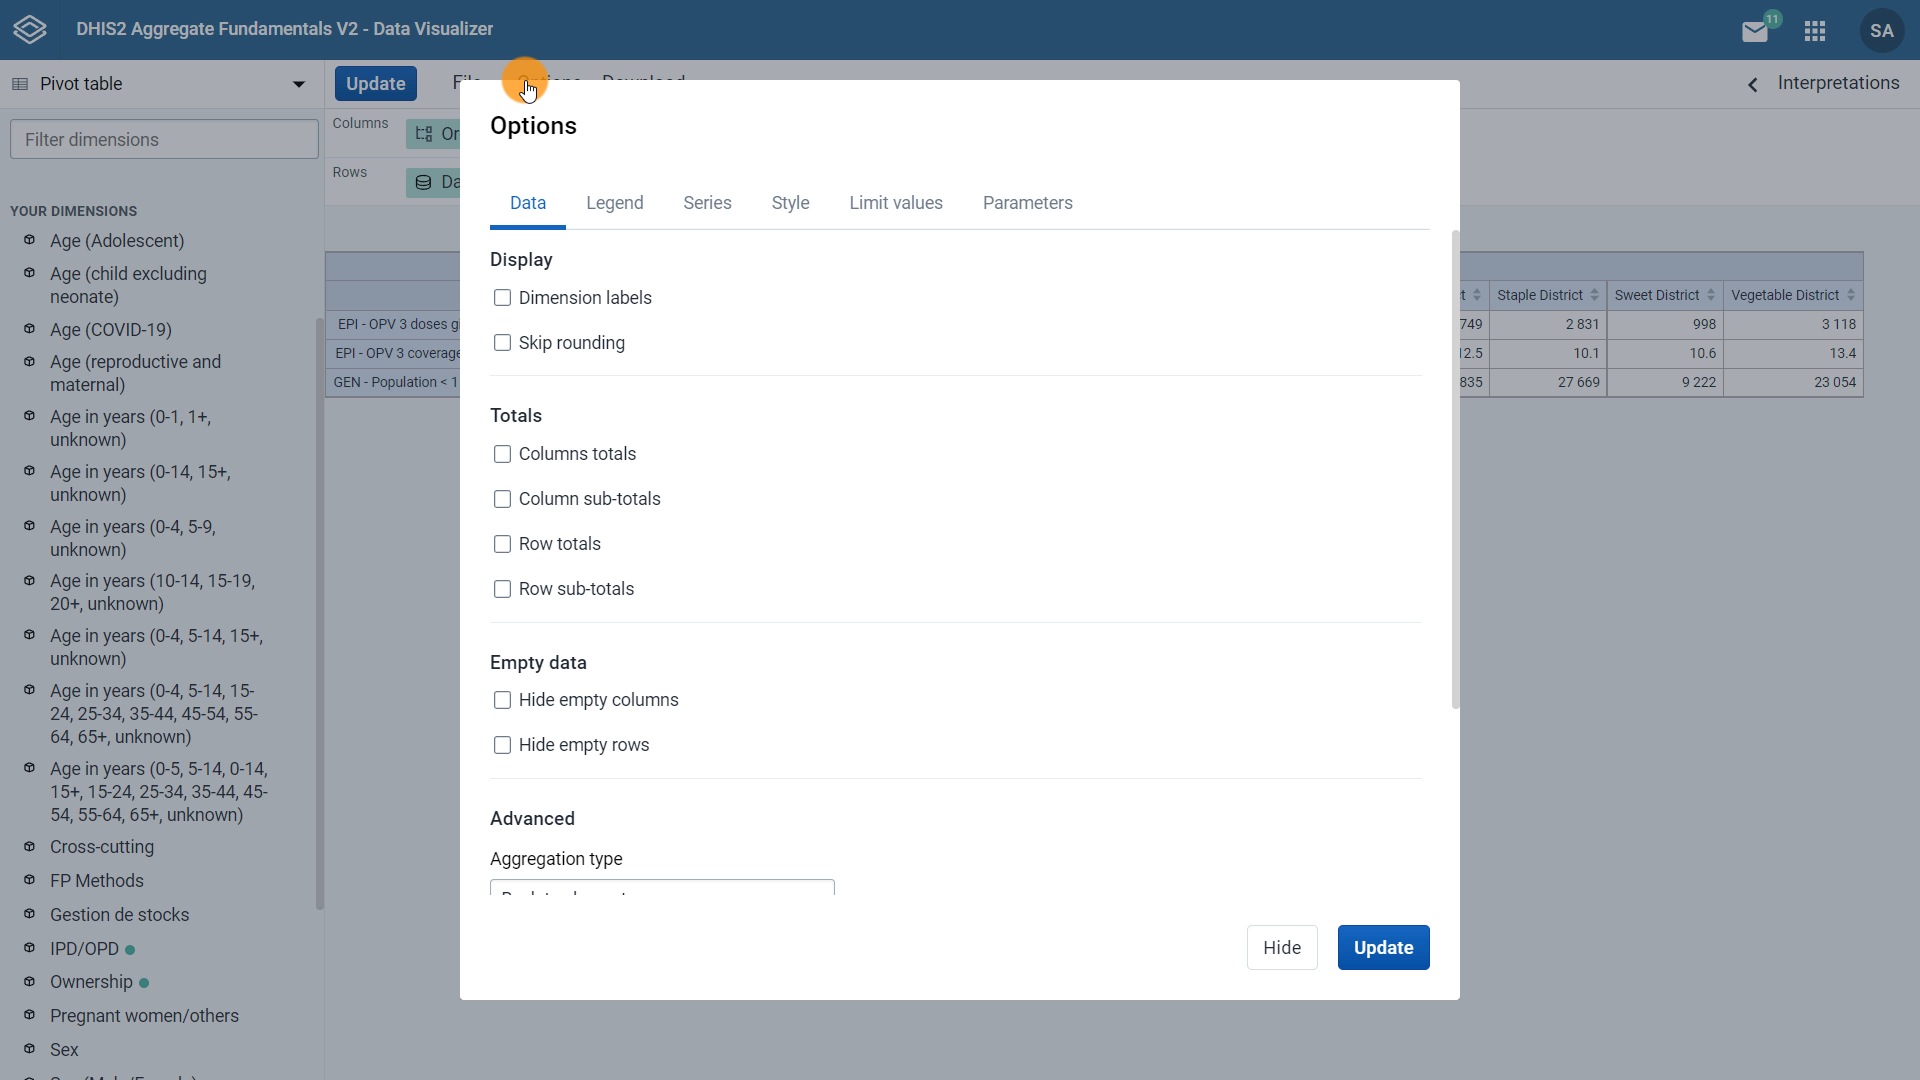 DHIS2 Aggregate Fundamentals V2 - Data Visualizer
11
SA
Pivot table
Update
Interpretations
Filter dimensions
Columns
Or
Rows
Da
YOUR DIMENSIONS
Age (Adolescent)
Age (child excluding
neonate)
Age (COVID-19)
Age (reproductive and
maternal)
Age in years (0-1, 1+,
unknown)
Age in years (0-14, 15+,
unknown)
Age in years (0-4, 5-9,
unknown)
Age in years (10-14, 15-19,
20+, unknown)
Age in years (0-4, 5-14, 15+,
unknown)
Age in years (0-4, 5-14, 15-
24, 25-34, 35-44, 45-54, 55-
64, 65+, unknown)
Age in years (0-5, 5-14, 0-14,
15+, 15-24, 25-34, 35-44, 45-
54, 55-64, 65+, unknown)
Cross-cutting
FP Methods
Gestion de stocks
IPD/OPD
Ownership
Pregnant women/others
Sex
Options
Data Legend Series Style Limit values Parameters
Display
Dimension labels
Skip rounding
Totals
Columns totals
Column sub-totals
Row totals
Row sub-totals
Empty data
Hide empty columns
Hide empty rows
Advanced
Aggregation type
Hide
Update
Staple District Sweet District Vegetable District
EPI - OPV 3 doses 749 2 831 998 3 118
EPI - OPV 3 coverage 2.5 10.1 10.6 13.4
GEN - Population < 1 835 27 669 9 222 23 054